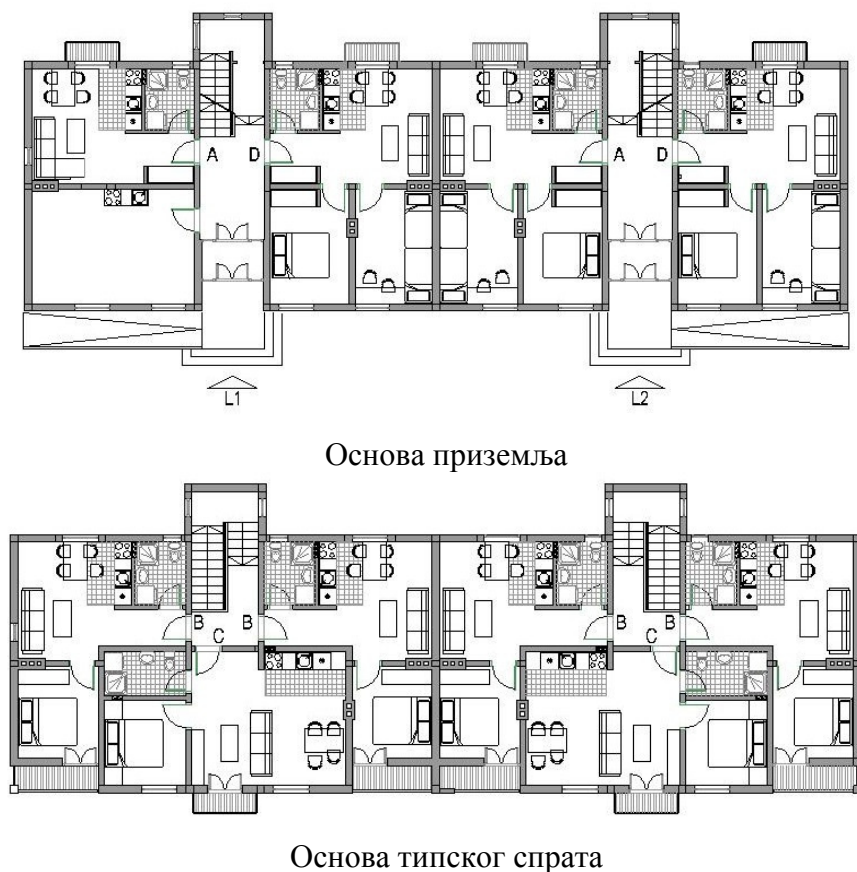 A D A D
L1 L2
Основа приземља
B B B B
C C
Основа типског спрата